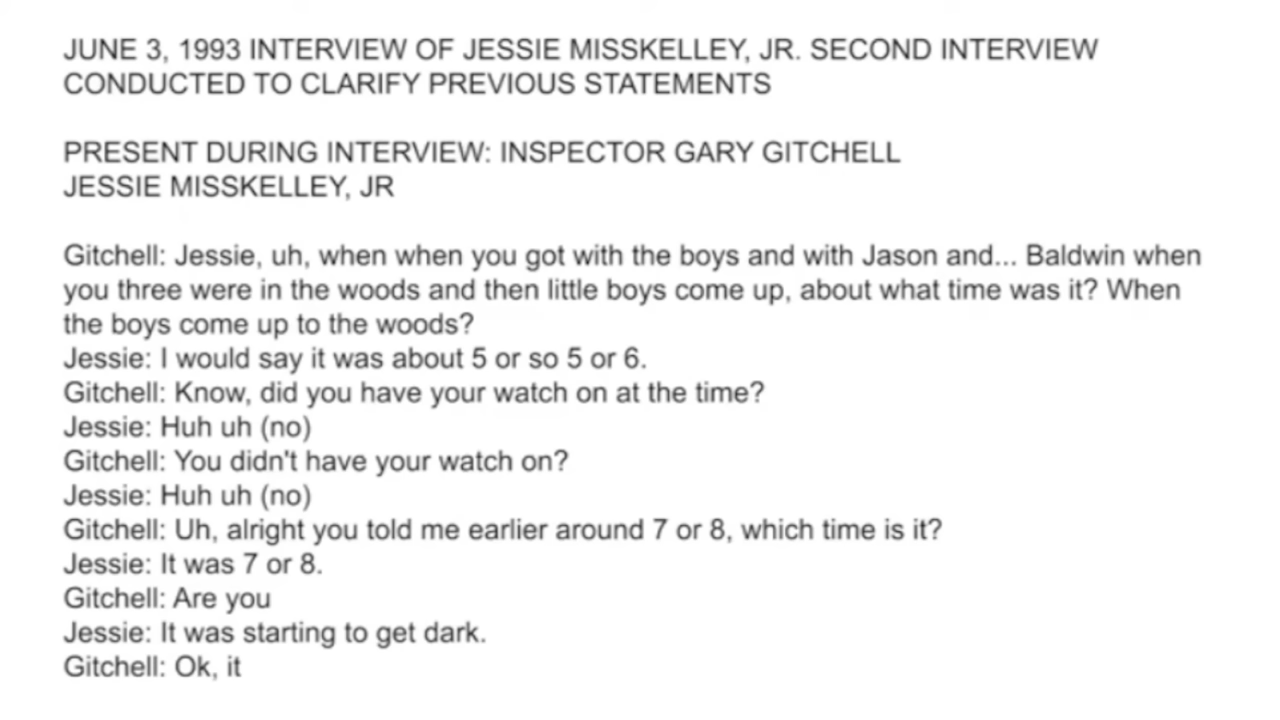 JUNE 3, 1993 INTERVIEW OF JESSIE MISSKELLEY, JR. SECOND INTERVIEW
CONDUCTED TO CLARIFY PREVIOUS STATEMENTS
PRESENT DURING INTERVIEW: INSPECTOR GARY GITCHELL
JESSIE MISSKELLEY, JR
Gitchell: Jessie, uh, when when you got with the boys and with Jason and... Baldwin when
you three were in the woods and then little boys come up, about what time was it? When
the boys come up to the woods?
Jessie: I would say it was about 5 or so 5 or 6.
Gitchell: Know, did you have your watch on at the time?
Jessie: Huh uh (no)
Gitchell: You didn't have your watch on?
Jessie: Huh uh (no)
Gitchell: Uh, alright you told me earlier around 7 or 8, which time is it?
Jessie: It was 7 or 8.
Gitchell: Are you
Jessie: It was starting to get dark.
Gitchell: Ok, it